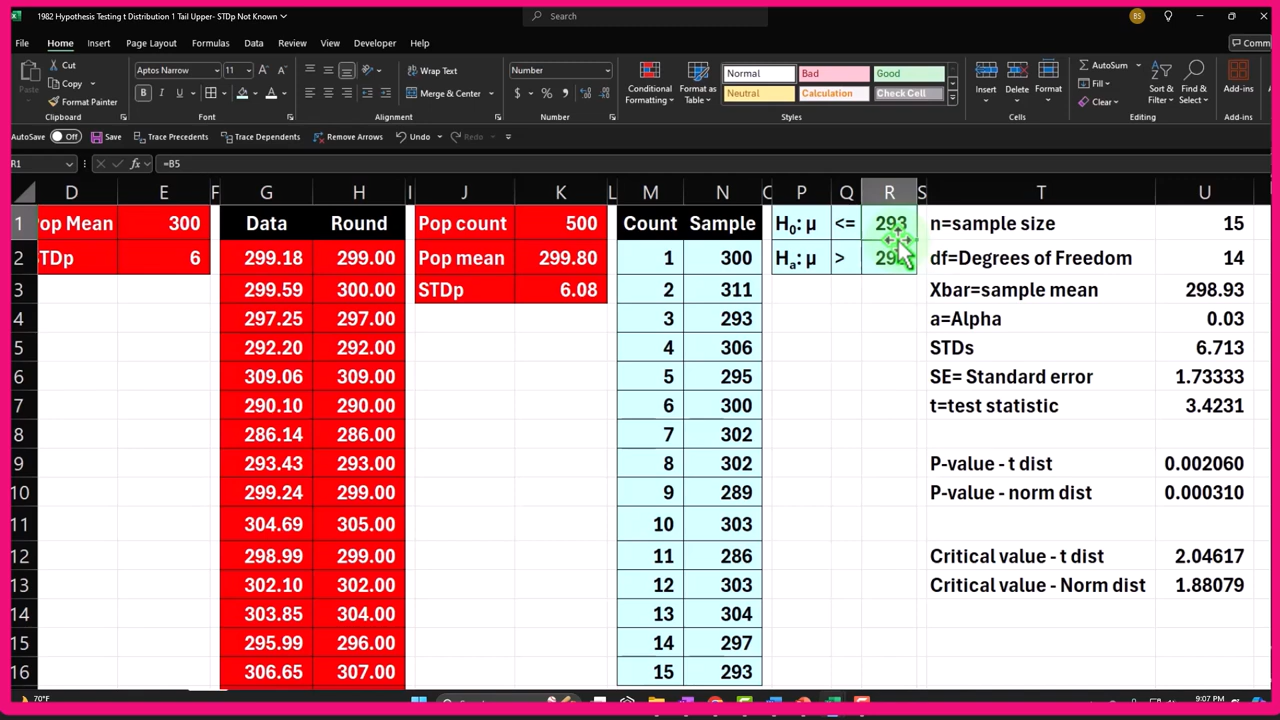 1982 Hypothesis Testing t Distribution 1 Tail Upper- STDp Not Known
Search
BS
File Home Insert Page Layout Formulas Data Review View Developer Help
Comm
Paste
Cut
Copy
Format Painter
Clipboard
Aptos Narrow 11
B I U
Font
Wrap Text
Merge & Center
Alignment
Number
$ % 9
Number
Conditional Formatting
Format as Table
Normal Bad Good
Neutral Calculation Check Cell
Styles
Insert Delete Format
Cells
AutoSum
Fill
Clear
Sort & Filter
Find & Select
Editing
Add-ins
Add-ins
AutoSave Off Save Trace Precedents Trace Dependents Remove Arrows Undo Redo
R1 fx =B5
D E F G H I J K L M N P Q R S T U
1 Pop Mean 300 Data Round Pop count 500 Count Sample H0: μ <= 293 n=sample size 15
2 STDp 6 299.18 299.00 Pop mean 299.80 1 300 Ha: μ > df=Degrees of Freedom 14
3 299.59 300.00 STDp 6.08 2 311 Xbar=sample mean 298.93
4 297.25 297.00 3 293 a=Alpha 0.03
5 292.20 292.00 4 306 STDs 6.713
6 309.06 309.00 5 295 SE= Standard error 1.73333
7 290.10 290.00 6 300 t=test statistic 3.4231
8 286.14 286.00 7 302
9 293.43 293.00 8 302 P-value - t dist 0.002060
10 299.24 299.00 9 289 P-value - norm dist 0.000310
11 304.69 305.00 10 303
12 298.99 299.00 11 286 Critical value - t dist 2.04617
13 302.10 302.00 12 303 Critical value - Norm dist 1.88079
14 303.85 304.00 13 304
15 295.99 296.00 14 297
16 306.65 307.00 15 293
70°F
Search
9:07 PM